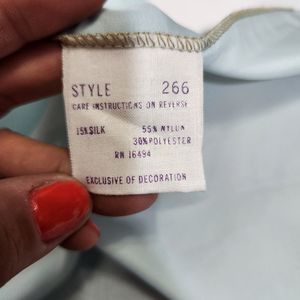 STYLE 266
CARE INSTRUCTIONS ON REVERSE
15% SILK 55% NYLON
30% POLYESTER
RN 16494
EXCLUSIVE OF DECORATION